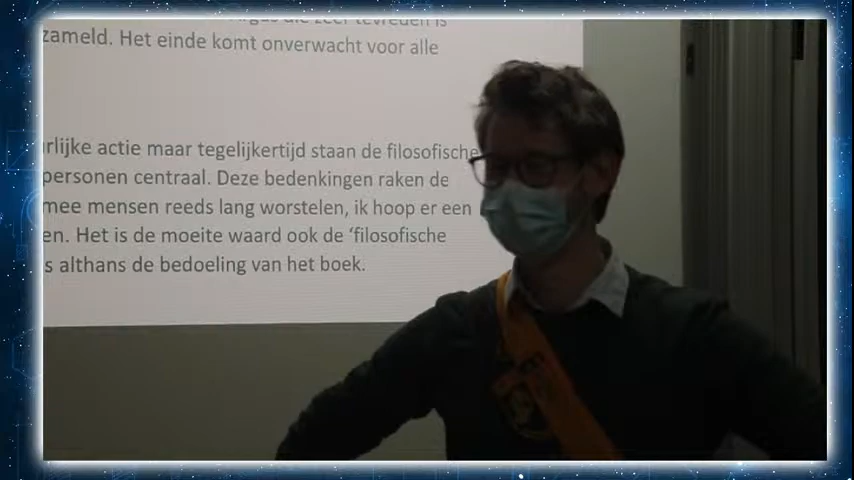 zameld. Het einde komt onverwacht voor alle
rlijke actie maar tegelijkertijd staan de filosofische
personen centraal. Deze bedenkingen raken de
mee mensen reeds lang worstelen, ik hoop er een
en. Het is de moeite waard ook de ‘filosofische
s althans de bedoeling van het boek.